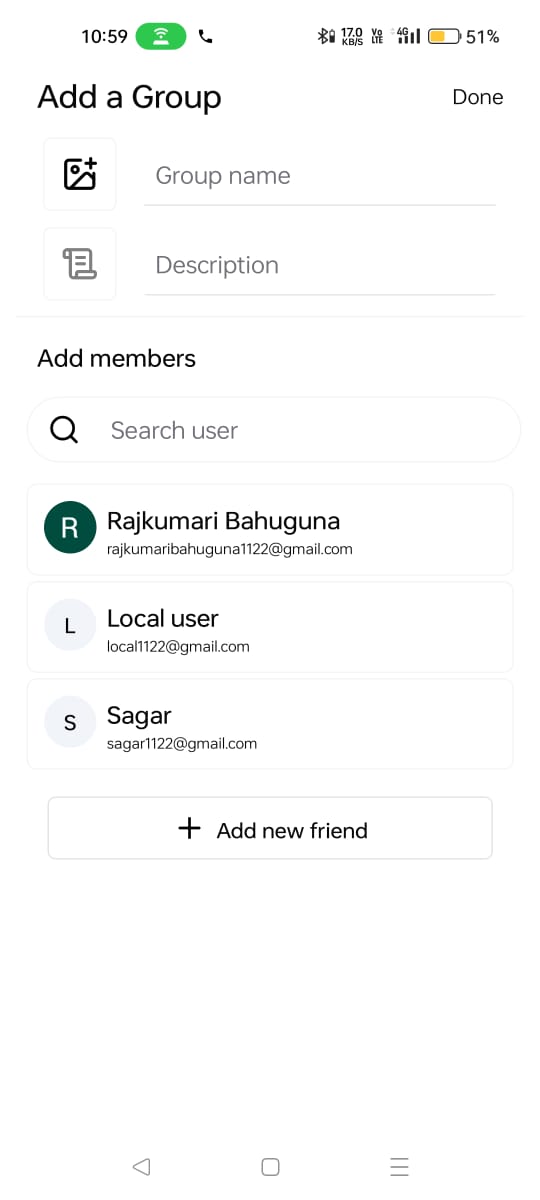 10:59 17.0 KB/S Vo LTE 4G 51%
Add a Group Done
Group name
Description
Add members
Search user
R Rajkumari Bahuguna
rajkumaribahuguna1122@gmail.com
L Local user
local1122@gmail.com
S Sagar
sagar1122@gmail.com
+ Add new friend